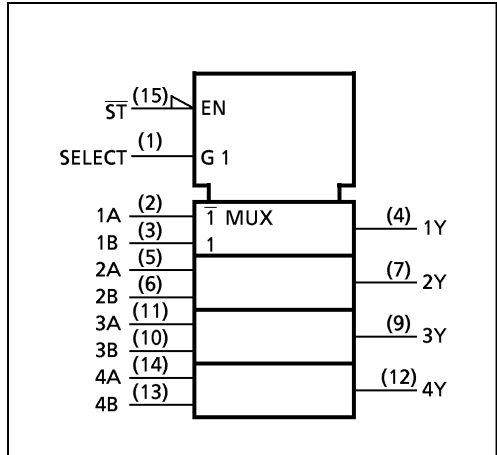 S̅T̅ (15) EN
SELECT (1) G 1
1A (2) 1̅ MUX (4) 1Y
1B (3) 1
2A (5) (7) 2Y
2B (6)
3A (11) (9) 3Y
3B (10)
4A (14) (12) 4Y
4B (13)